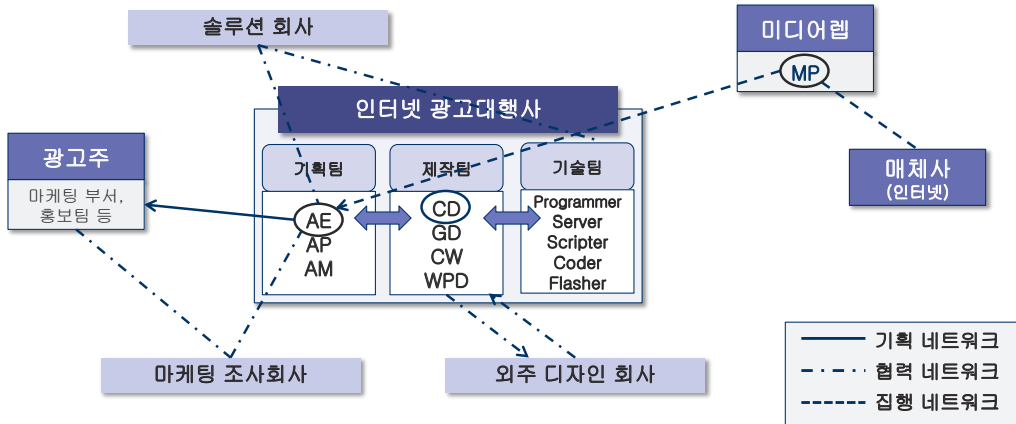 솔루션 회사
미디어렙
MP
인터넷 광고대행사
광고주
마케팅 부서,
홍보팀 등
기획팀
제작팀
기술팀
매체사
(인터넷)
AE
AP
AM
CD
GD
CW
WPD
Programmer
Server
Scripter
Coder
Flasher
마케팅 조사회사
외주 디자인 회사
기획 네트워크
협력 네트워크
집행 네트워크